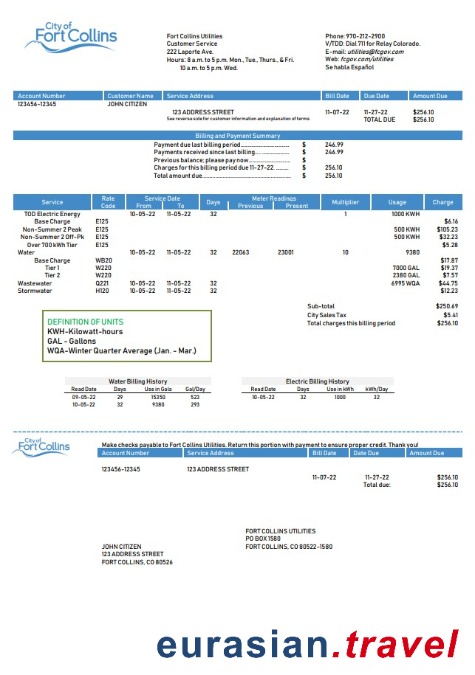 City of
Fort Collins
Fort Collins Utilities
Customer Service
222 Laporte Ave.
Hours: 8 a.m. to 5 p.m. Mon., Tue., Thurs., & Fri.
10 a.m. to 5 p.m. Wed.
Phone: 970-212-2900
V/TDD: Dial 711 for Relay Colorado.
E-mail: utilities@fcgov.com
Web: fcgov.com/utilities
Se habla Español
Account Number Customer Name Service Address Bill Date Due Date Amount Due
123456-12345 JOHN CITIZEN
123 ADDRESS STREET 11-07-22 11-27-22 $256.10
See reverse side for customer information and explanation of terms TOTAL DUE $256.10
Billing and Payment Summary
Payment due last billing period $ 246.99
Payments received since last billing $ 246.99
Previous balance; please pay now $
Charges for this billing period due 11-27-22 $ 256.10
Total amount due $ 256.10
Service Rate Code Service Date From To Days Meter Readings Previous Present Multiplier Usage Charge
TOD Electric Energy 10-05-22 11-05-22 32 1 1000 KWH
Base Charge E125 $6.16
Non-Summer 2 Peak E125 500 KWH $105.23
Non-Summer 2 Off-Pk E125 500 KWH $32.23
Over 700 kWh Tier E125 $5.28
Water 10-05-22 11-05-22 32 22063 23001 10 9380
Base Charge WB20 $17.87
Tier 1 W220 7000 GAL $19.37
Tier 2 W220 2380 GAL $7.57
Wastewater Q221 10-05-22 11-05-22 32 6995 WQA $44.75
Stormwater H120 10-05-22 11-05-22 32 $12.23
Sub-total $250.69
City Sales Tax $5.41
Total charges this billing period $256.10
DEFINITION OF UNITS
KWH-Kilowatt-hours
GAL - Gallons
WQA-Winter Quarter Average (Jan. - Mar.)
Water Billing History
Read Date Days Use in Gals Gal/Day
09-05-22 29 15350 523
10-05-22 32 9380 293
Electric Billing History
Read Date Days Use in kWh kWh/Day
10-05-22 32 1000 32
City of
Fort Collins
Make checks payable to Fort Collins Utilities. Return this portion with payment to ensure proper credit. Thank you!
Account Number Service Address Bill Date Date Due Amount Due
123456-12345 123 ADDRESS STREET
11-07-22 11-27-22 $256.10
Total due: $256.10
FORT COLLINS UTILITIES
PO BOX 1580
FORT COLLINS, CO 80522-1580
JOHN CITIZEN
123 ADDRESS STREET
FORT COLLINS, CO 80526
eurasian.travel